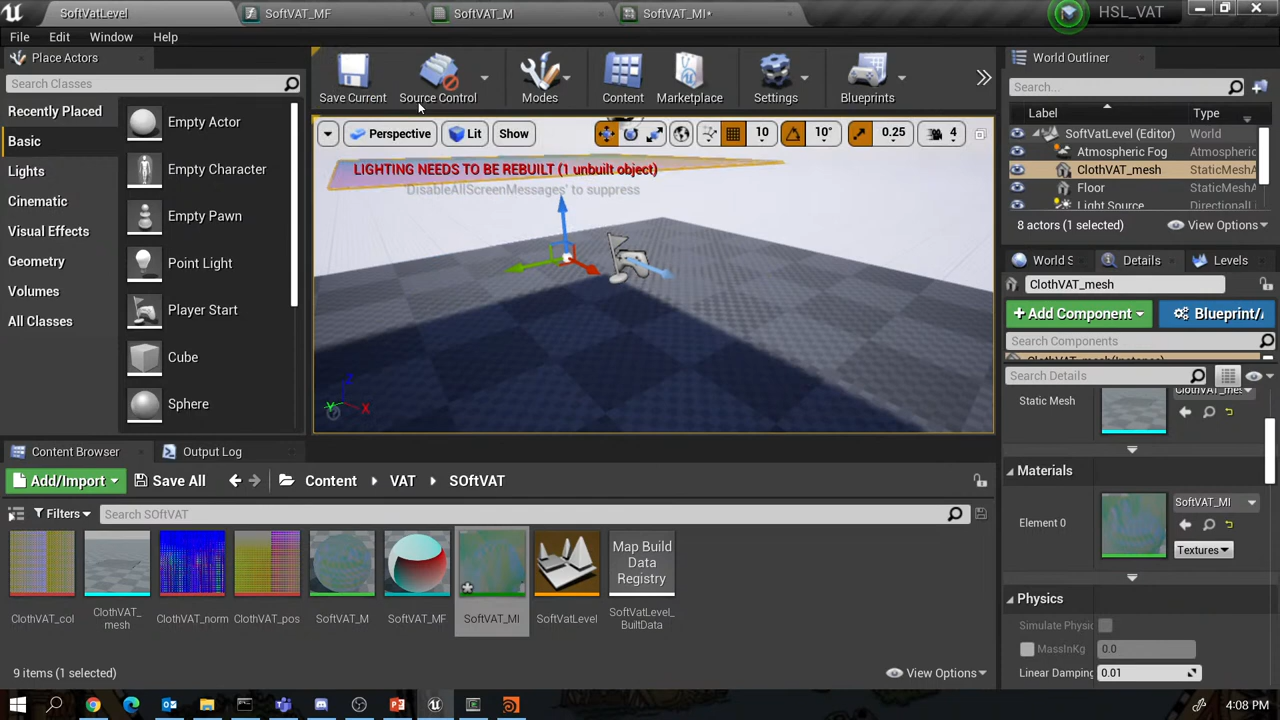 SoftVATLevel
SoftVAT_MF
SoftVAT_M
SoftVAT_MI•
HSL_VAT
File
Edit
Window
Help
Place Actors
Search Classes
Recently Placed
Basic
Lights
Cinematic
Visual Effects
Geometry
Volumes
All Classes
Empty Actor
Empty Character
Empty Pawn
Point Light
Player Start
Cube
Sphere
Save Current
Source Control
Modes
Content
Marketplace
Settings
Blueprints
Perspective
Lit
Show
10
10°
0.25
4
LIGHTING NEEDS TO BE REBUILT (1 unbuilt object)
'DisableAllScreenMessages' to suppress
Z
Y
X
World Outliner
Search...
Label
Type
SoftVatLevel (Editor)
World
Atmospheric Fog
Atmospheric
ClothVAT_mesh
StaticMeshA
Floor
StaticMeshA
Light Source
Directional
8 actors (1 selected)
View Options
World S
Details
Levels
ClothVAT_mesh
Add Component
Blueprint/
Search Components
ClothVAT_mesh(Instance)
Search Details
Static Mesh
ClothVAT_mes
Materials
Element 0
SoftVAT_MI
Textures
Physics
Simulate Physic
MassInKg
0.0
Linear Damping
0.01
Content Browser
Output Log
Add/Import
Save All
Content
VAT
SOftVAT
Filters
Search SOftVAT
ClothVAT_col
ClothVAT_
mesh
ClothVAT_norm
ClothVAT_pos
SoftVAT_M
SoftVAT_MF
SoftVAT_MI
SoftVatLevel
Map Build
Data
Registry
SoftVatLevel_
BuiltData
9 items (1 selected)
View Options
4:08 PM